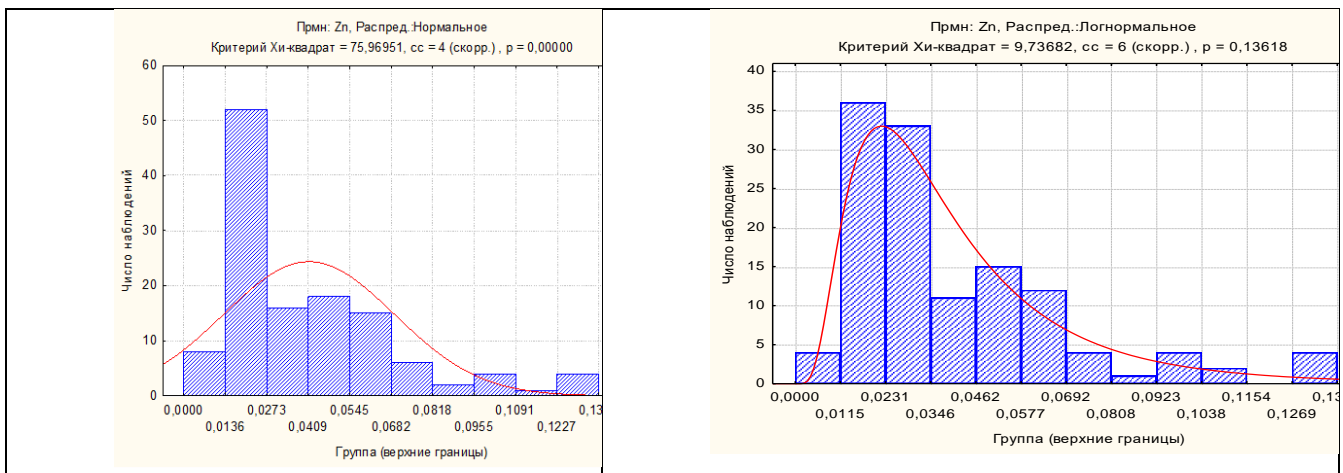 Прмн: Zn, Распред.:Нормальное
Критерий Хи-квадрат = 75,96951, сс = 4 (скорр.) , p = 0,00000
Число наблюдений
60
50
40
30
20
10
0
0,0000 0,0273 0,0545 0,0818 0,1091 0,13
0,0136 0,0409 0,0682 0,0955 0,1227
Группа (верхние границы)
Прмн: Zn, Распред.:Логнормальное
Критерий Хи-квадрат = 9,73682, сс = 6 (скорр.) , p = 0,13618
Число наблюдений
40
35
30
25
20
15
10
5
0
0,0000 0,0231 0,0462 0,0692 0,0923 0,1154 0,13
0,0115 0,0346 0,0577 0,0808 0,1038 0,1269
Группа (верхние границы)